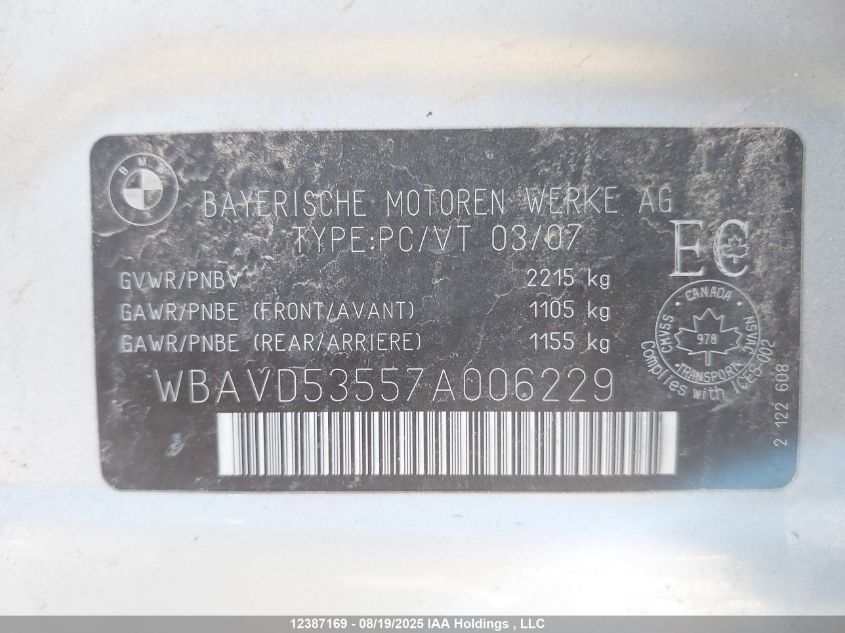 BMW
BAYERISCHE MOTOREN WERKE AG
TYPE:PC/VT 03/07
EC
GVWR/PNBV 2215 kg
GAWR/PNBE (FRONT/AVANT) 1105 kg
GAWR/PNBE (REAR/ARRIERE) 1155 kg
WBAVD53557A006229
CANADA
CMVSS
978
CNVAC
NSVAC
TRANSPORT
Complies with ICES-002
2 122 608
12387169 - 08/19/2025 IAA Holdings , LLC